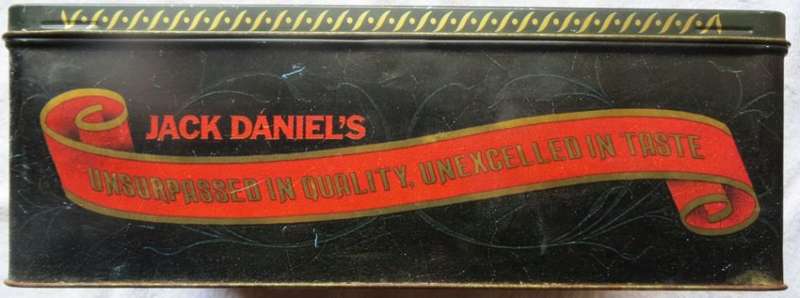 JACK DANIEL'S
UNSURPASSED IN QUALITY, UNEXCELLED IN TASTE